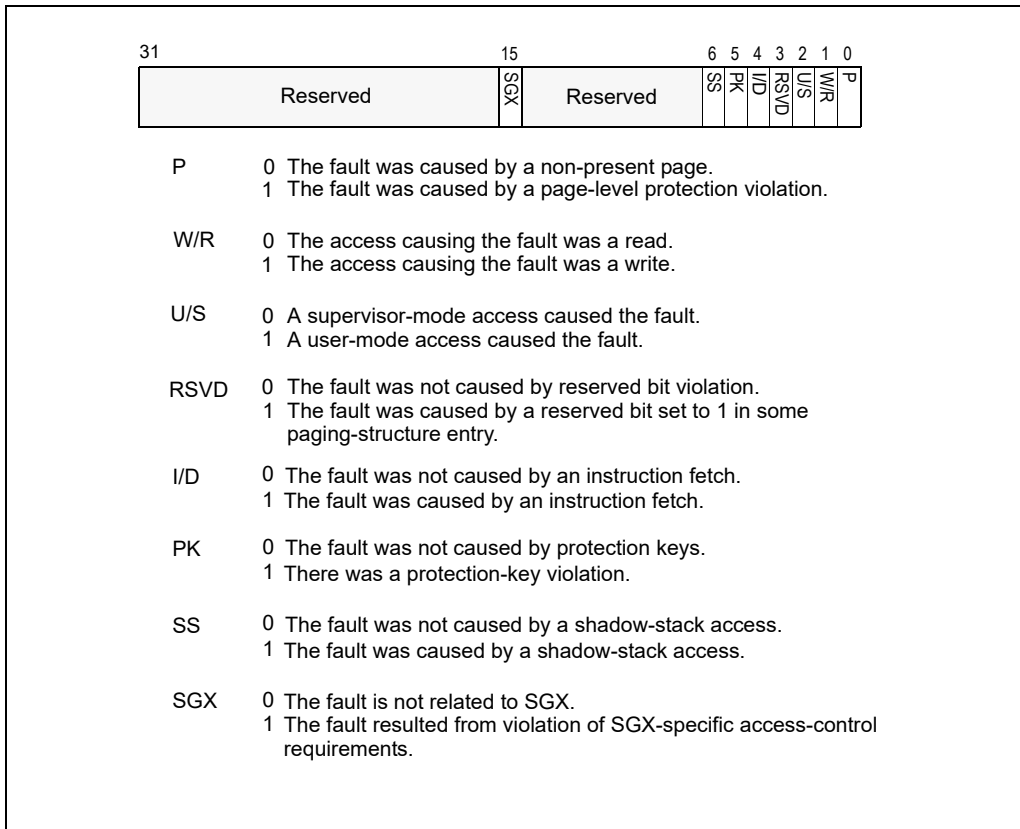 31 15 6 5 4 3 2 1 0
Reserved SGX Reserved SS PK I/D RSVD U/S W/R P
P 0 The fault was caused by a non-present page.
1 The fault was caused by a page-level protection violation.
W/R 0 The access causing the fault was a read.
1 The access causing the fault was a write.
U/S 0 A supervisor-mode access caused the fault.
1 A user-mode access caused the fault.
RSVD 0 The fault was not caused by reserved bit violation.
1 The fault was caused by a reserved bit set to 1 in some
paging-structure entry.
I/D 0 The fault was not caused by an instruction fetch.
1 The fault was caused by an instruction fetch.
PK 0 The fault was not caused by protection keys.
1 There was a protection-key violation.
SS 0 The fault was not caused by a shadow-stack access.
1 The fault was caused by a shadow-stack access.
SGX 0 The fault is not related to SGX.
1 The fault resulted from violation of SGX-specific access-control
requirements.